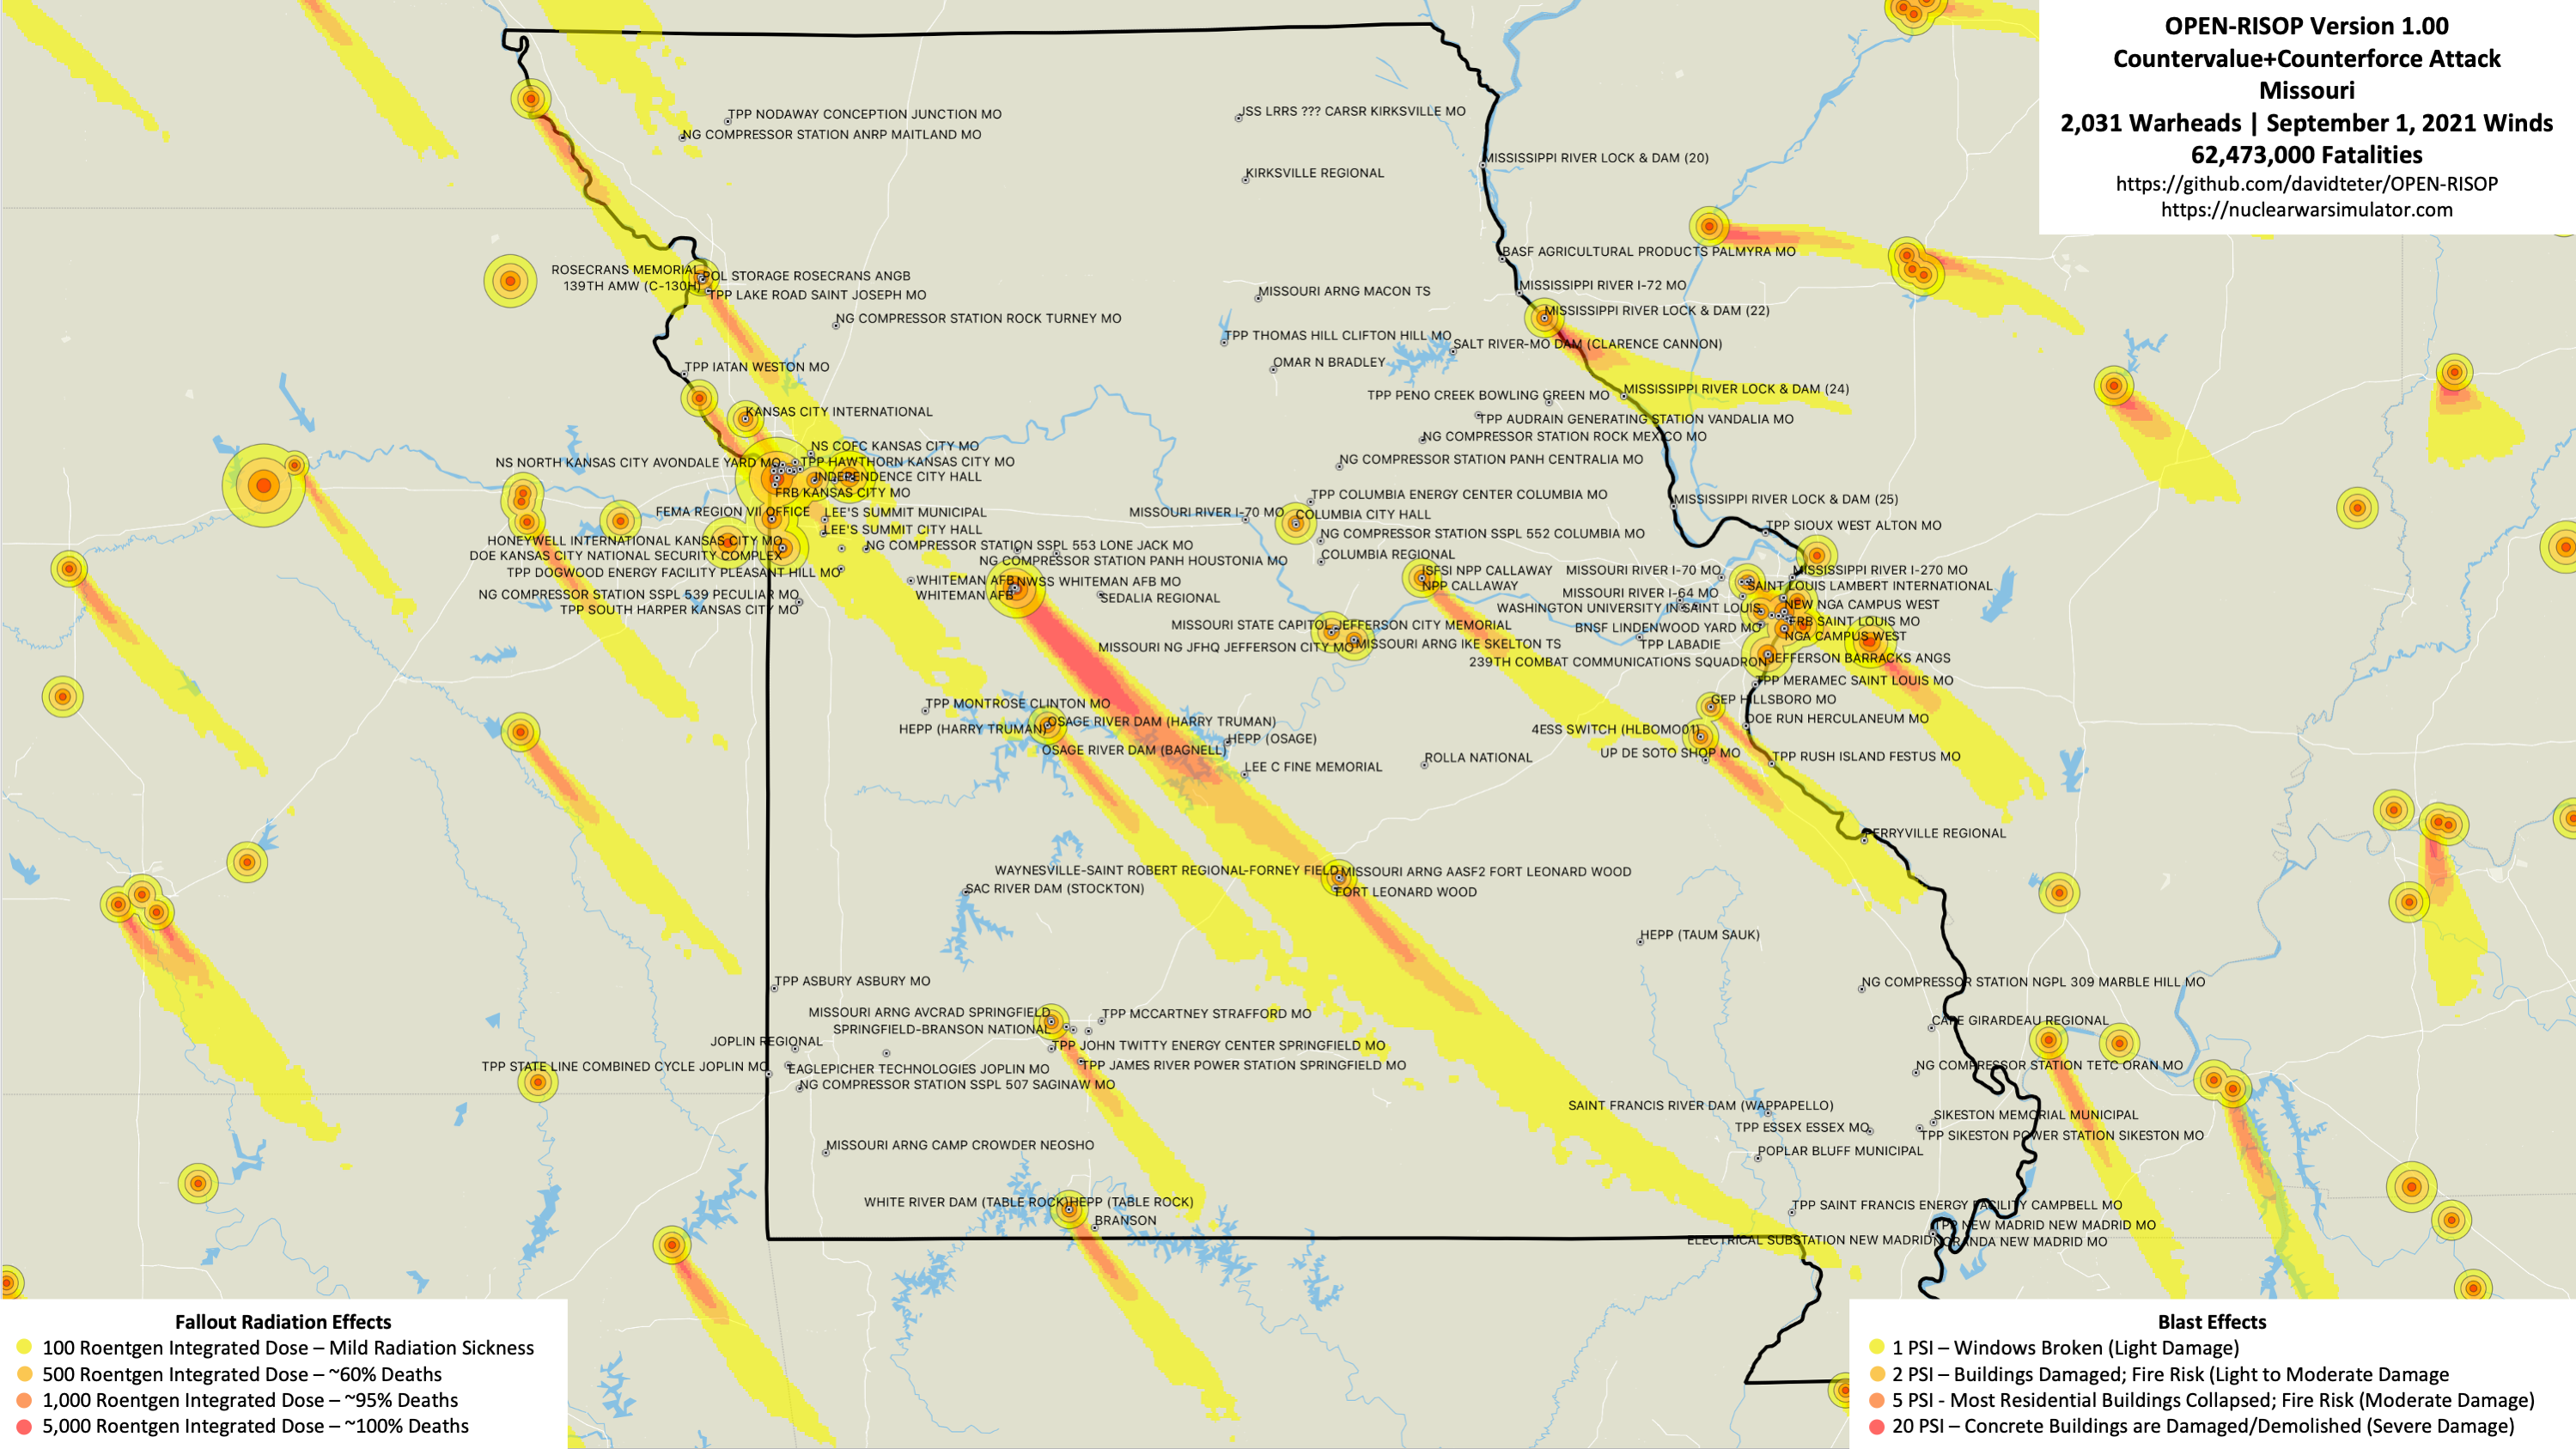 OPEN-RISOP Version 1.00
Countervalue+Counterforce Attack
Missouri
2,031 Warheads | September 1, 2021 Winds
62,473,000 Fatalities
https://github.com/davidteter/OPEN-RISOP
https://nuclearwarsimulator.com
TPP NODAWAY CONCEPTION JUNCTION MO
NG COMPRESSOR STATION ANRP MAITLAND MO
JSS LRRS ??? CARSR KIRKSVILLE MO
MISSISSIPPI RIVER LOCK & DAM (20)
KIRKSVILLE REGIONAL
BASF AGRICULTURAL PRODUCTS PALMYRA MO
ROSECRANS MEMORIAL
POL STORAGE ROSECRANS ANGB
139TH AMW (C-130H)
TPP LAKE ROAD SAINT JOSEPH MO
MISSISSIPPI RIVER I-72 MO
MISSOURI ARNG MACON TS
MISSISSIPPI RIVER LOCK & DAM (22)
NG COMPRESSOR STATION ROCK TURNEY MO
TPP THOMAS HILL CLIFTON HILL MO
SALT RIVER-MO DAM (CLARENCE CANNON)
OMAR N BRADLEY
TPP IATAN WESTON MO
MISSISSIPPI RIVER LOCK & DAM (24)
TPP PENO CREEK BOWLING GREEN MO
KANSAS CITY INTERNATIONAL
TPP AUDRAIN GENERATING STATION VANDALIA MO
NG COMPRESSOR STATION ROCK MEXICO MO
NS COFC KANSAS CITY MO
NS NORTH KANSAS CITY AVONDALE YARD MO
TPP HAWTHORN KANSAS CITY MO
NG COMPRESSOR STATION PANH CENTRALIA MO
INDEPENDENCE CITY HALL
FRB KANSAS CITY MO
TPP COLUMBIA ENERGY CENTER COLUMBIA MO
MISSISSIPPI RIVER LOCK & DAM (25)
FEMA REGION VII OFFICE
LEE'S SUMMIT MUNICIPAL
MISSOURI RIVER I-70 MO
COLUMBIA CITY HALL
TPP SIOUX WEST ALTON MO
LEE'S SUMMIT CITY HALL
NG COMPRESSOR STATION SSPL 552 COLUMBIA MO
HONEYWELL INTERNATIONAL KANSAS CITY MO
NG COMPRESSOR STATION SSPL 553 LONE JACK MO
DOE KANSAS CITY NATIONAL SECURITY COMPLEX
NG COMPRESSOR STATION PANH HOUSTONIA MO
COLUMBIA REGIONAL
TPP DOGWOOD ENERGY FACILITY PLEASANT HILL MO
ISFSI NPP CALLAWAY
MISSOURI RIVER I-70 MO
MISSISSIPPI RIVER I-270 MO
WHITEMAN AFB
NWSS WHITEMAN AFB MO
NPP CALLAWAY
SAINT LOUIS LAMBERT INTERNATIONAL
NG COMPRESSOR STATION SSPL 539 PECULIAR MO
WHITEMAN AFB
SEDALIA REGIONAL
MISSOURI RIVER I-64 MO
TPP SOUTH HARPER KANSAS CITY MO
WASHINGTON UNIVERSITY IN SAINT LOUIS
NEW NGA CAMPUS WEST
MISSOURI STATE CAPITOL
JEFFERSON CITY MEMORIAL
BNSF LINDENWOOD YARD MO
FRB SAINT LOUIS MO
NGA CAMPUS WEST
MISSOURI NG JFHQ JEFFERSON CITY MO
MISSOURI ARNG IKE SKELTON TS
TPP LABADIE
239TH COMBAT COMMUNICATIONS SQUADRON
JEFFERSON BARRACKS ANGS
TPP MERAMEC SAINT LOUIS MO
TPP MONTROSE CLINTON MO
GEP HILLSBORO MO
HEPP (HARRY TRUMAN)
OSAGE RIVER DAM (HARRY TRUMAN)
DOE RUN HERCULANEUM MO
4ESS SWITCH (HLBOMO01)
HEPP (OSAGE)
OSAGE RIVER DAM (BAGNELL)
UP DE SOTO SHOP MO
TPP RUSH ISLAND FESTUS MO
ROLLA NATIONAL
LEE C FINE MEMORIAL
PERRYVILLE REGIONAL
WAYNESVILLE-SAINT ROBERT REGIONAL-FORNEY FIELD
MISSOURI ARNG AASF2 FORT LEONARD WOOD
SAC RIVER DAM (STOCKTON)
FORT LEONARD WOOD
HEPP (TAUM SAUK)
TPP ASBURY ASBURY MO
NG COMPRESSOR STATION NGPL 309 MARBLE HILL MO
MISSOURI ARNG AVCRAD SPRINGFIELD
TPP MCCARTNEY STRAFFORD MO
CAPE GIRARDEAU REGIONAL
SPRINGFIELD-BRANSON NATIONAL
JOPLIN REGIONAL
TPP JOHN TWITTY ENERGY CENTER SPRINGFIELD MO
TPP STATE LINE COMBINED CYCLE JOPLIN MO
EAGLEPICHER TECHNOLOGIES JOPLIN MO
TPP JAMES RIVER POWER STATION SPRINGFIELD MO
NG COMPRESSOR STATION TETC ORAN MO
NG COMPRESSOR STATION SSPL 507 SAGINAW MO
SAINT FRANCIS RIVER DAM (WAPPAPELLO)
SIKESTON MEMORIAL MUNICIPAL
TPP ESSEX ESSEX MO
TPP SIKESTON POWER STATION SIKESTON MO
MISSOURI ARNG CAMP CROWDER NEOSHO
POPLAR BLUFF MUNICIPAL
WHITE RIVER DAM (TABLE ROCK)
HEPP (TABLE ROCK)
TPP SAINT FRANCIS ENERGY FACILITY CAMPBELL MO
BRANSON
TPP NEW MADRID NEW MADRID MO
ELECTRICAL SUBSTATION NEW MADRID
NORANDA NEW MADRID MO
Fallout Radiation Effects
100 Roentgen Integrated Dose – Mild Radiation Sickness
500 Roentgen Integrated Dose – ~60% Deaths
1,000 Roentgen Integrated Dose – ~95% Deaths
5,000 Roentgen Integrated Dose – ~100% Deaths
Blast Effects
1 PSI – Windows Broken (Light Damage)
2 PSI – Buildings Damaged; Fire Risk (Light to Moderate Damage
5 PSI - Most Residential Buildings Collapsed; Fire Risk (Moderate Damage)
20 PSI – Concrete Buildings are Damaged/Demolished (Severe Damage)